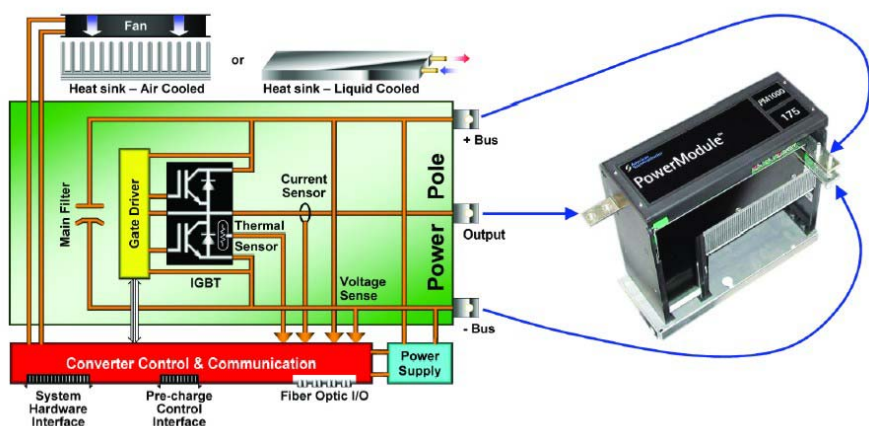 Fan
or
Heat sink – Air Cooled
Heat sink – Liquid Cooled
+ Bus
Main Filter
Gate Driver
Current
Sensor
Thermal
Sensor
IGBT
Power Pole
Output
Voltage
Sense
- Bus
Converter Control & Communication
Power
Supply
System
Hardware
Interface
Pre-charge
Control
Interface
Fiber Optic I/O
PowerModule™
PM1000
175